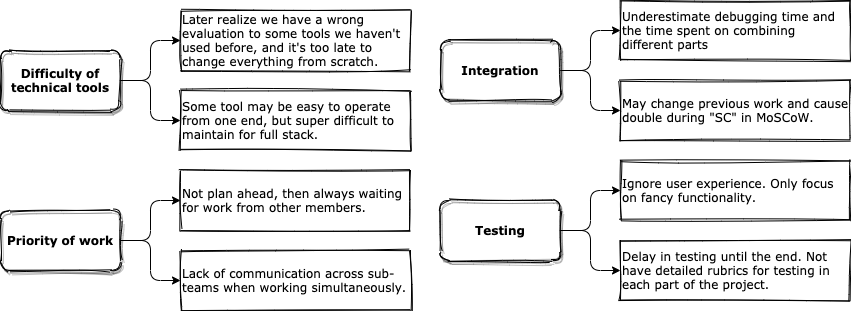 Difficulty of
technical tools
Later realize we have a wrong
evaluation to some tools we haven't
used before, and it's too late to
change everything from scratch.
Some tool may be easy to operate
from one end, but super difficult to
maintain for full stack.
Priority of work
Not plan ahead, then always waiting
for work from other members.
Lack of communication across sub-
teams when working simultaneously.
Integration
Underestimate debugging time and
the time spent on combining
different parts
May change previous work and cause
double during "SC" in MoSCoW.
Testing
Ignore user experience. Only focus
on fancy functionality.
Delay in testing until the end. Not
have detailed rubrics for testing in
each part of the project.